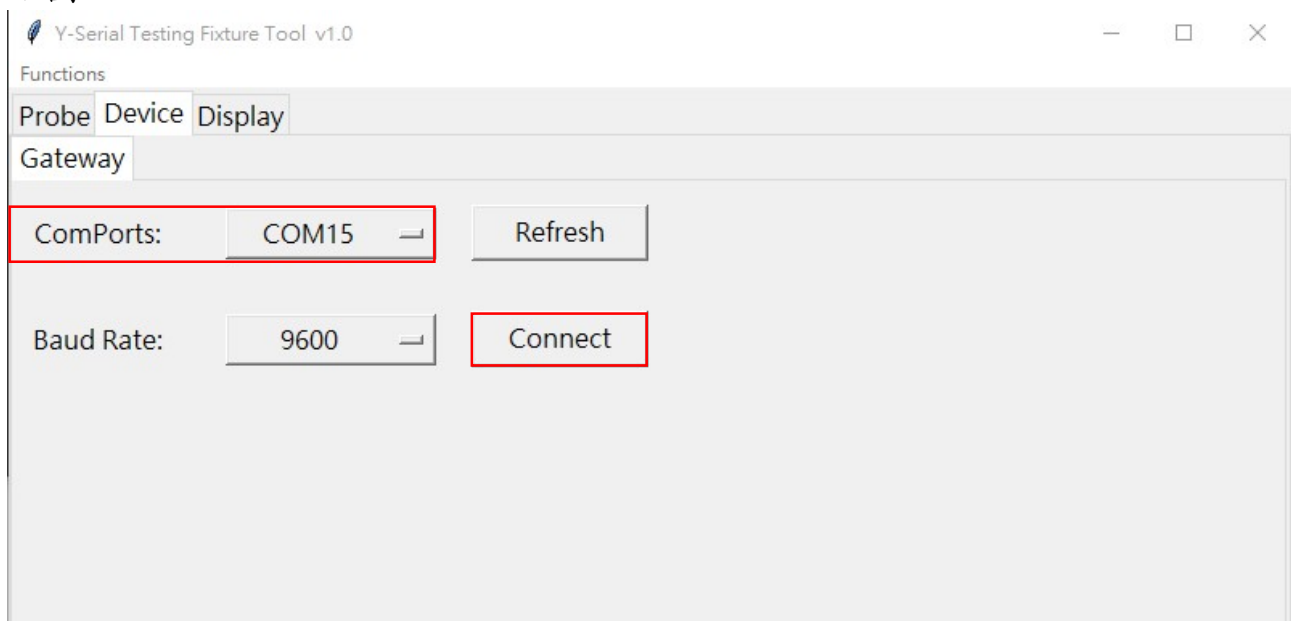 Y-Serial Testing Fixture Tool v1.0
Functions
Probe Device Display
Gateway
ComPorts: COM15 Refresh
Baud Rate: 9600 Connect